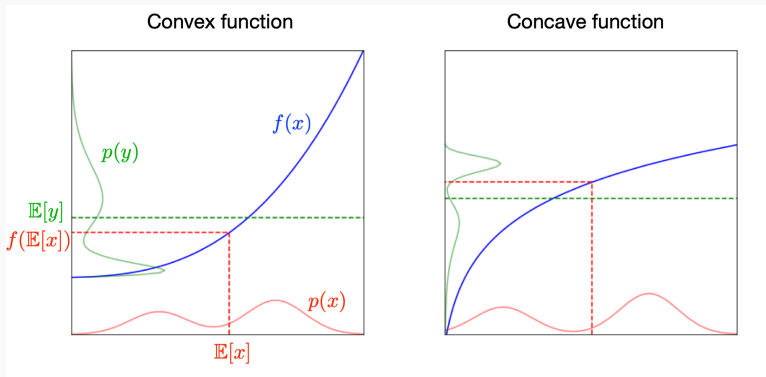 Convex function
Concave function
f(x)
p(y)
𝔼[y]
f(𝔼[x])
p(x)
𝔼[x]